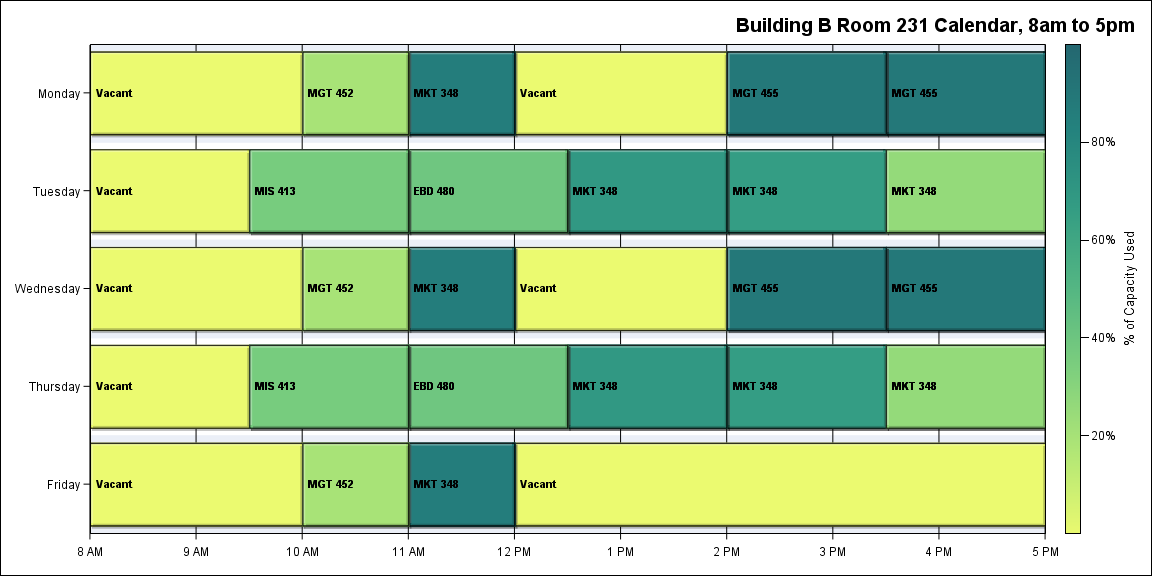 Building B Room 231 Calendar, 8am to 5pm
Monday
Vacant
MGT 452
MKT 348
Vacant
MGT 455
MGT 455
Tuesday
Vacant
MIS 413
EBD 480
MKT 348
MKT 348
MKT 348
Wednesday
Vacant
MGT 452
MKT 348
Vacant
MGT 455
MGT 455
Thursday
Vacant
MIS 413
EBD 480
MKT 348
MKT 348
MKT 348
Friday
Vacant
MGT 452
MKT 348
Vacant
8 AM
9 AM
10 AM
11 AM
12 PM
1 PM
2 PM
3 PM
4 PM
5 PM
80%
60%
40%
20%
% of Capacity Used